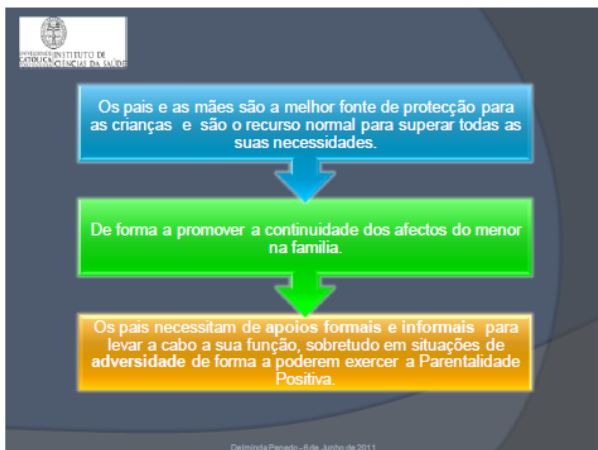 INSTITUTO DE
CATÓLICA CIÊNCIAS DA SAÚDE
Os pais e as mães são a melhor fonte de protecção para
as crianças e são o recurso normal para superar todas as
suas necessidades.
De forma a promover a continuidade dos afectos do menor
na família.
Os pais necessitam de apoios formais e informais para
levar a cabo a sua função, sobretudo em situações de
adversidade de forma a poderem exercer a Parentalidade
Positiva.
Delminda Penedo - 6 de Junho de 2011